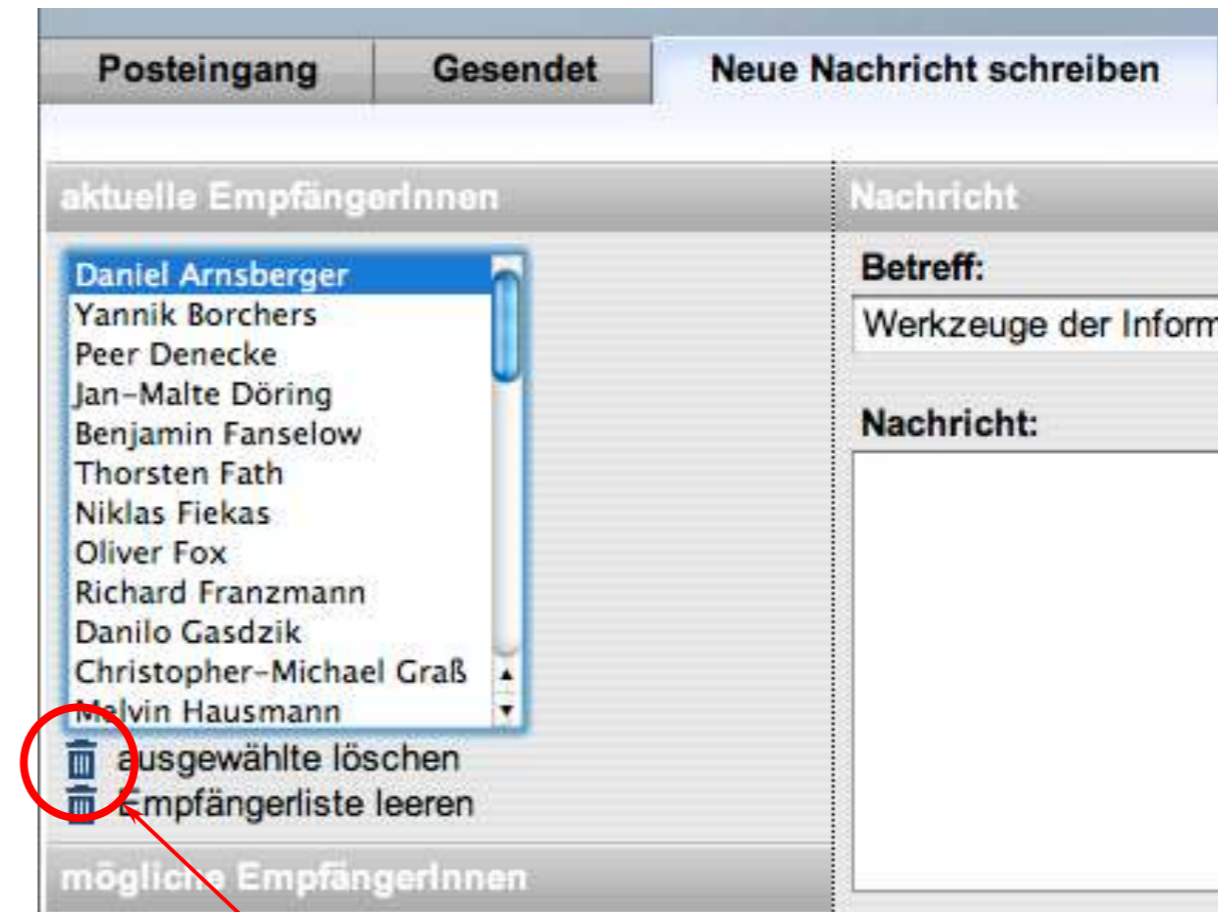 Posteingang Gesendet Neue Nachricht schreiben
aktuelle EmpfängerInnen
Daniel Arnsberger
Yannik Borchers
Peer Denecke
Jan-Malte Döring
Benjamin Fanselow
Thorsten Fath
Niklas Fiekas
Oliver Fox
Richard Franzmann
Danilo Gasdzik
Christopher-Michael Graß
Melvin Hausmann
ausgewählte löschen
Empfängerliste leeren
mögliche EmpfängerInnen
Nachricht
Betreff:
Werkzeuge der Inform
Nachricht: